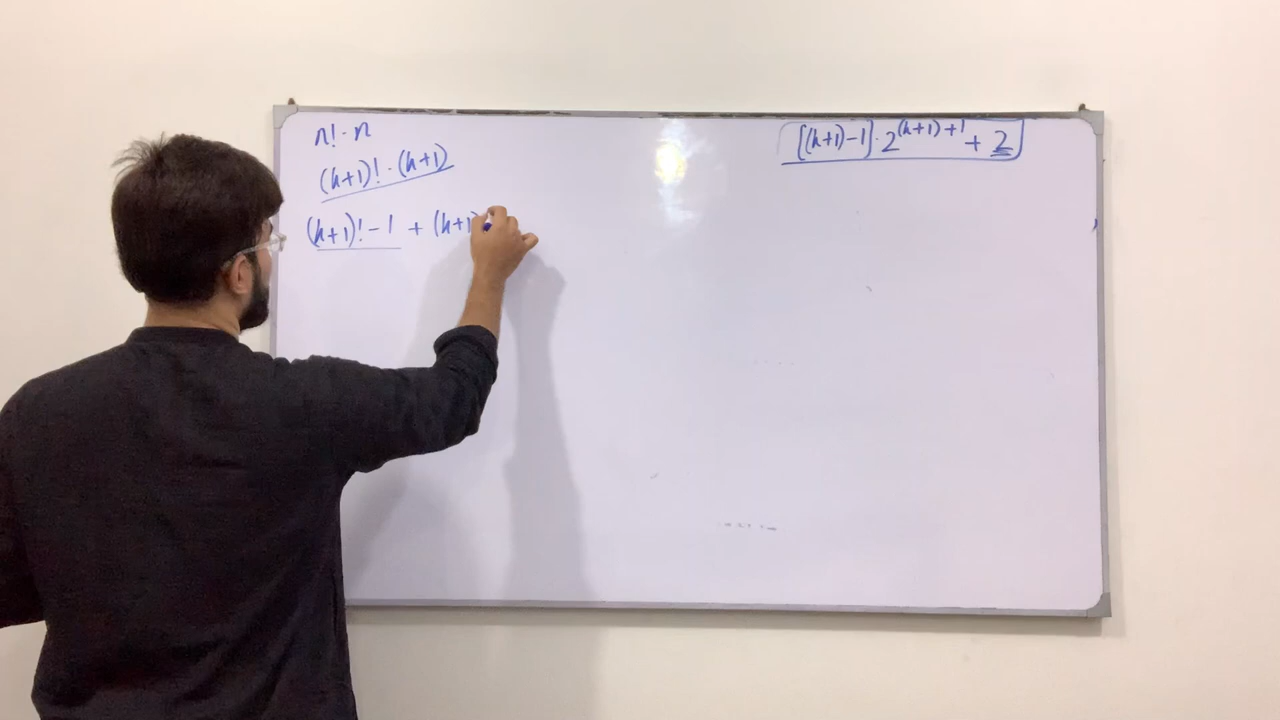 n! · n
(k+1)! · (k+1)
(k+1)! - 1 + (k+1)
[(k+1)-1] · 2^{(k+1)+1} + 2